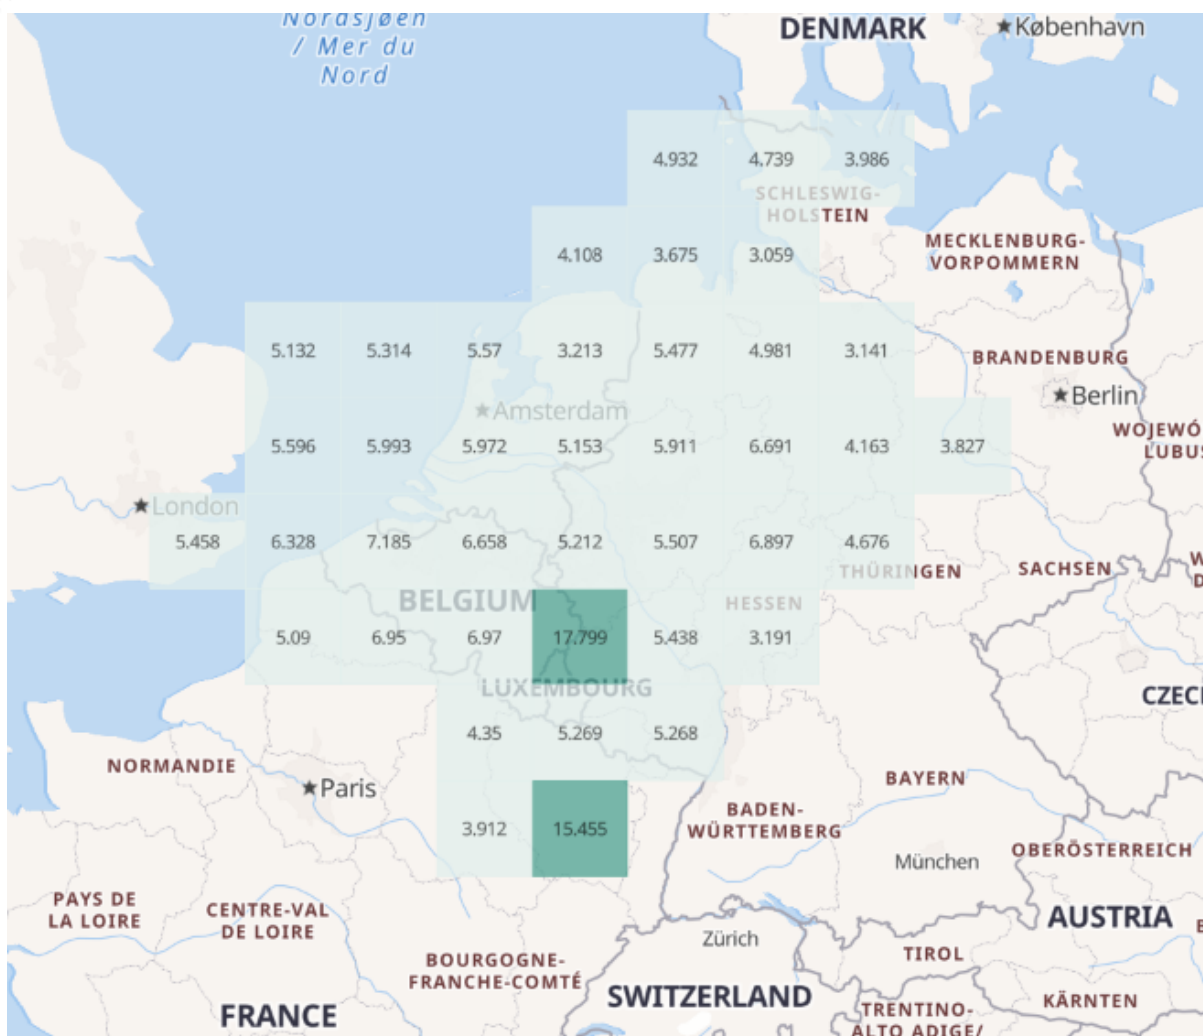 Nordsjøen
/ Mer du
Nord
DENMARK
København
4.932 4.739 3.986
SCHLESWIG-
HOLSTEIN
MECKLENBURG-
VORPOMMERN
4.108 3.675 3.059
5.132 5.314 5.57 3.213 5.477 4.981 3.141
BRANDENBURG
Berlin
Amsterdam
WOJEWÓ
LUBUS
5.596 5.993 5.972 5.153 5.911 6.691 4.163 3.827
London
5.458 6.328 7.185 6.658 5.212 5.507 6.897 4.676
THÜRINGEN
SACHSEN
BELGIUM
HESSEN
5.09 6.95 6.97 17.799 5.438 3.191
LUXEMBOURG
CZEC
4.35 5.269 5.268
NORMANDIE
BAYERN
Paris
BADEN-
WÜRTTEMBERG
3.912 15.455
OBERÖSTERREICH
München
PAYS DE
LA LOIRE
CENTRE-VAL
DE LOIRE
AUSTRIA
Zürich
TIROL
BOURGOGNE-
FRANCHE-COMTÉ
SWITZERLAND
KÄRNTEN
FRANCE
TRENTINO-
ALTO ADIGE/